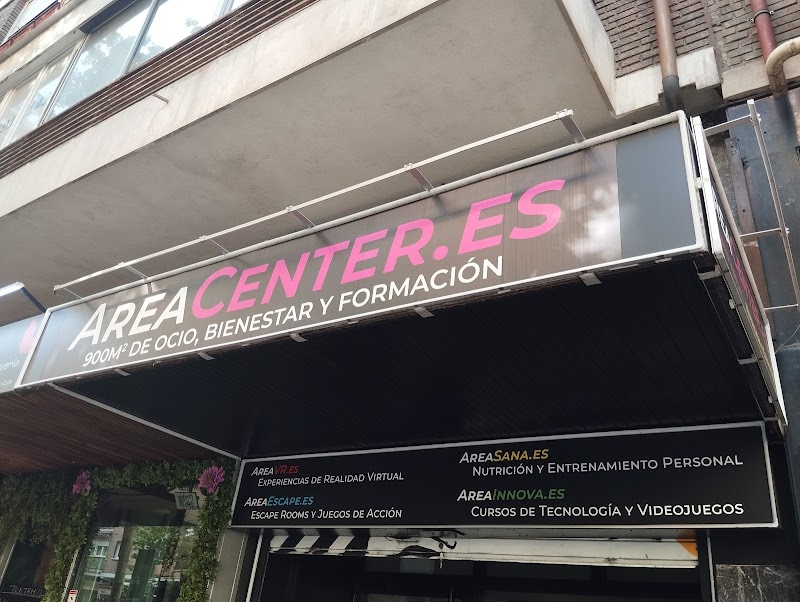 AREACENTER.ES
900M² DE OCIO, BIENESTAR Y FORMACIÓN
AREAVR.ES
EXPERIENCIAS DE REALIDAD VIRTUAL
AREAESCAPE.ES
ESCAPE ROOMS Y JUEGOS DE ACCIÓN
AREASANA.ES
NUTRICIÓN Y ENTRENAMIENTO PERSONAL
AREAINNOVA.ES
CURSOS DE TECNOLOGÍA Y VIDEOJUEGOS